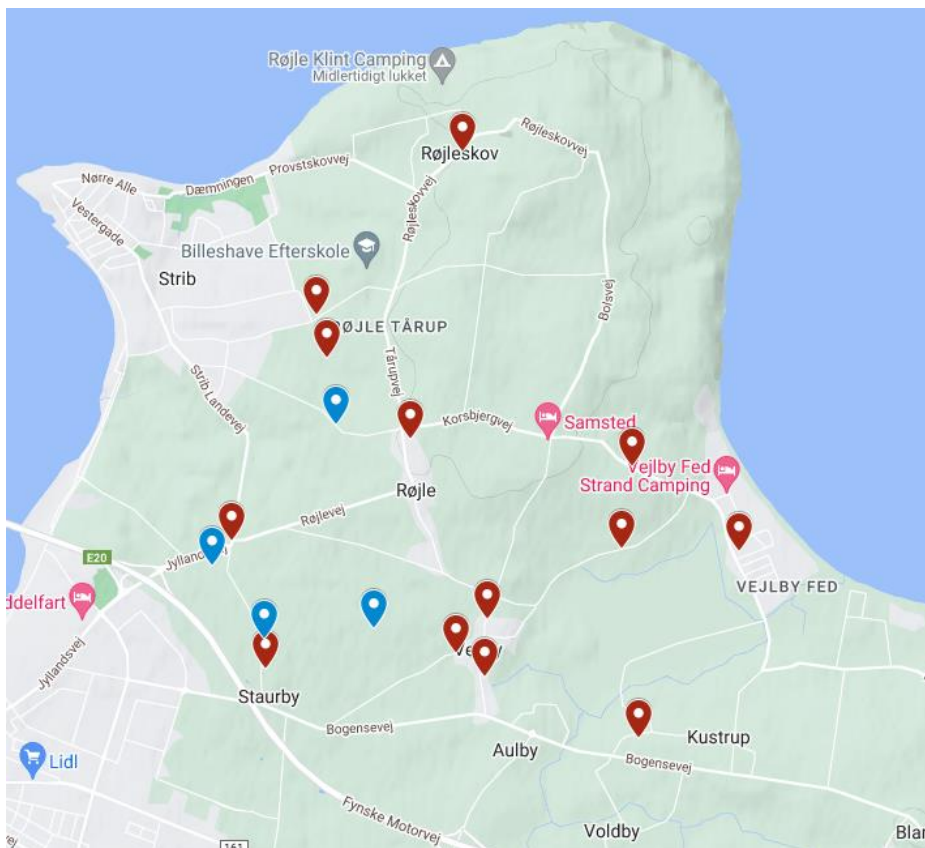 Røjle Klint Camping
Midlertidigt lukket
Røjleskov
Røjleskovvej
Nørre Alle
Dæmningen
Provstskovvej
Vestergade
Røjleskovvej
Billeshave Efterskole
Strib
Bolsvej
RØJLE TÅRUP
Tårupvej
Strib Landevej
Korsbjergvej
Samsted
Vejlby Fed
Strand Camping
Røjle
Røjlevej
E20
Jyllandsvej
ddelfart
VEJLBY FED
Jyllandsvej
Staurby
Bogensevej
Aulby
Kustrup
Bogensevej
Lidl
Fynske Motorvej
Voldby
Blan
161